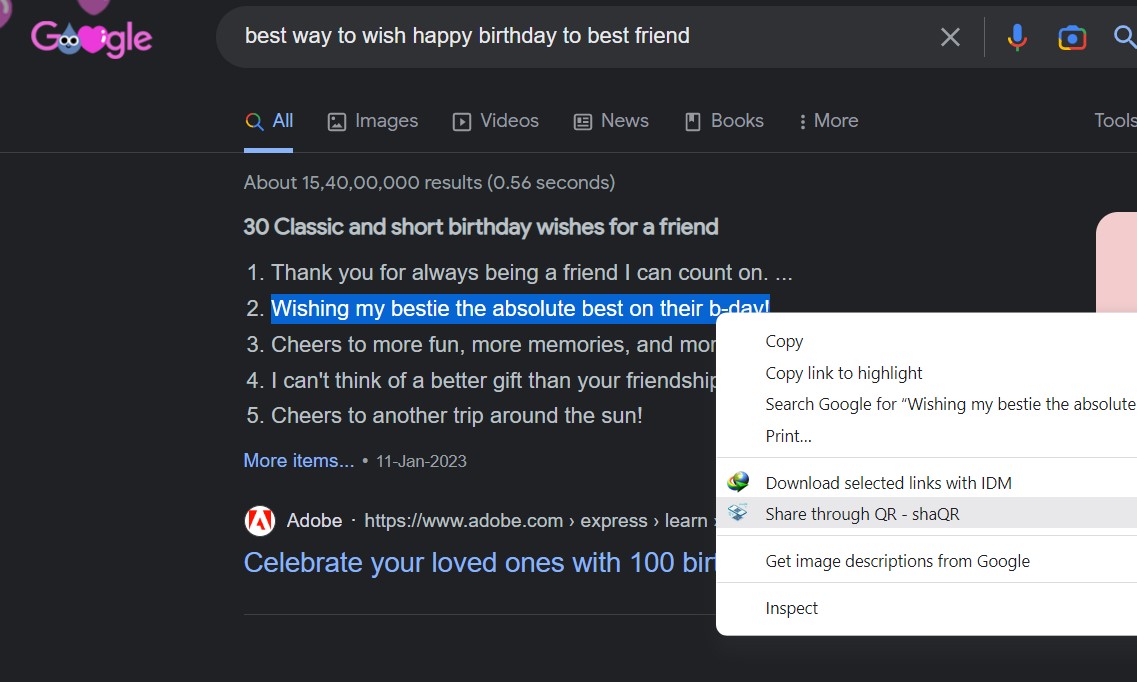 Google
best way to wish happy birthday to best friend
All Images Videos News Books More Tools
About 15,40,00,000 results (0.56 seconds)
30 Classic and short birthday wishes for a friend
1. Thank you for always being a friend I can count on. ...
2. Wishing my bestie the absolute best on their b-day!
3. Cheers to more fun, more memories, and
4. I can't think of a better gift than your friendship
5. Cheers to another trip around the sun!
More items... • 11-Jan-2023
Adobe · https://www.adobe.com › express › learn ›
Celebrate your loved ones with 100
Copy
Copy link to highlight
Search Google for “Wishing my bestie the absolute
Print...
Download selected links with IDM
Share through QR - shaQR
Get image descriptions from Google
Inspect